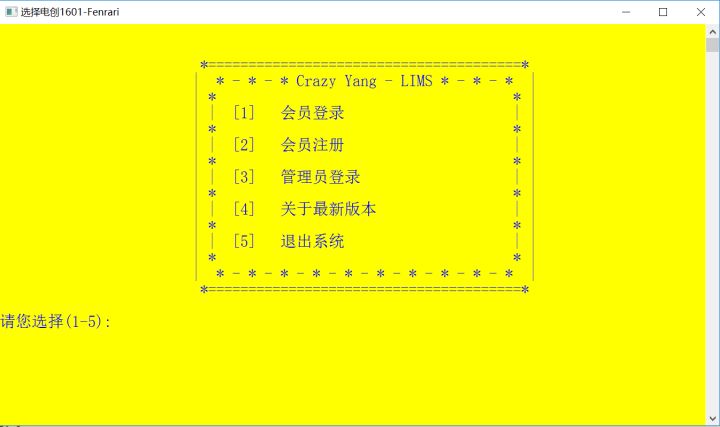 选择电创1601-Fenrari
*========================================*
| * - * - * Crazy Yang - LIMS * - * - * |
* *
| [1] 会员登录 |
* *
| [2] 会员注册 |
* *
| [3] 管理员登录 |
* *
| [4] 关于最新版本 |
* *
| [5] 退出系统 |
* *
| * - * - * - * - * - * - * - * - * - * |
*========================================*
请您选择(1-5):